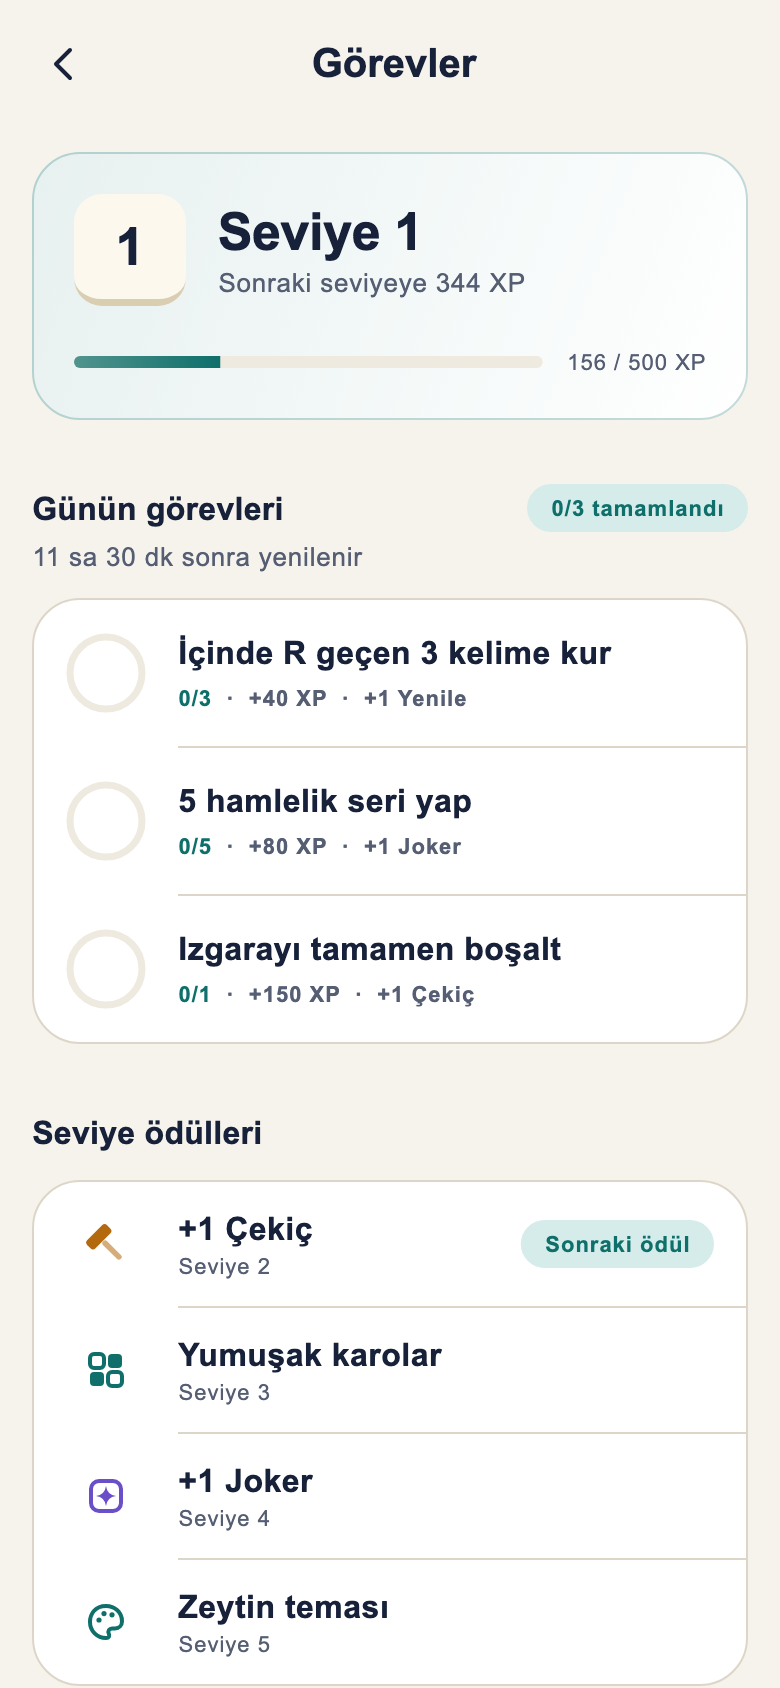 Görevler
1
Seviye 1
Sonraki seviyeye 344 XP
156 / 500 XP
Günün görevleri
0/3 tamamlandı
11 sa 30 dk sonra yenilenir
İçinde R geçen 3 kelime kur
0/3 · +40 XP · +1 Yenile
5 hamlelik seri yap
0/5 · +80 XP · +1 Joker
Izgarayı tamamen boşalt
0/1 · +150 XP · +1 Çekiç
Seviye ödülleri
+1 Çekiç
Seviye 2
Sonraki ödül
Yumuşak karolar
Seviye 3
+1 Joker
Seviye 4
Zeytin teması
Seviye 5